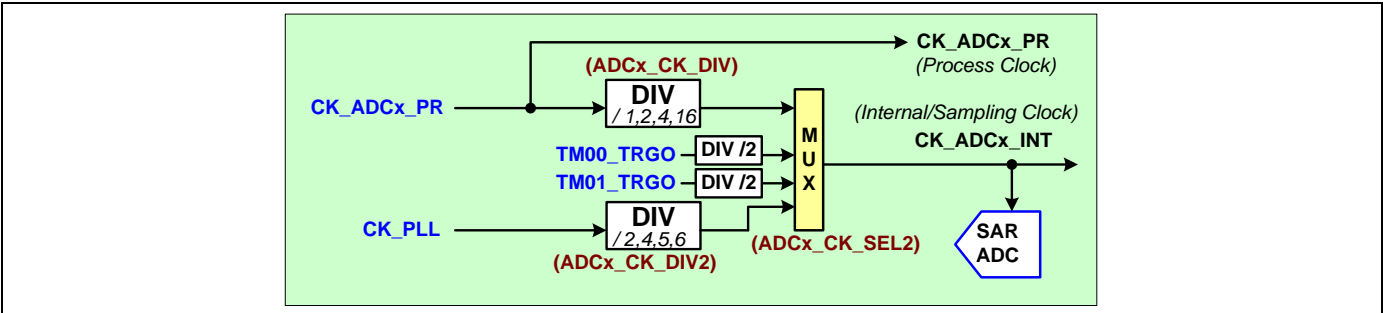 CK_ADCx_PR
(Process Clock)
(ADCx_CK_DIV)
CK_ADCx_PR
DIV
/ 1,2,4,16
(Internal/Sampling Clock)
CK_ADCx_INT
TM00_TRGO
DIV /2
TM01_TRGO
DIV /2
M
U
X
CK_PLL
DIV
/ 2,4,5,6
(ADCx_CK_DIV2)
(ADCx_CK_SEL2)
SAR
ADC